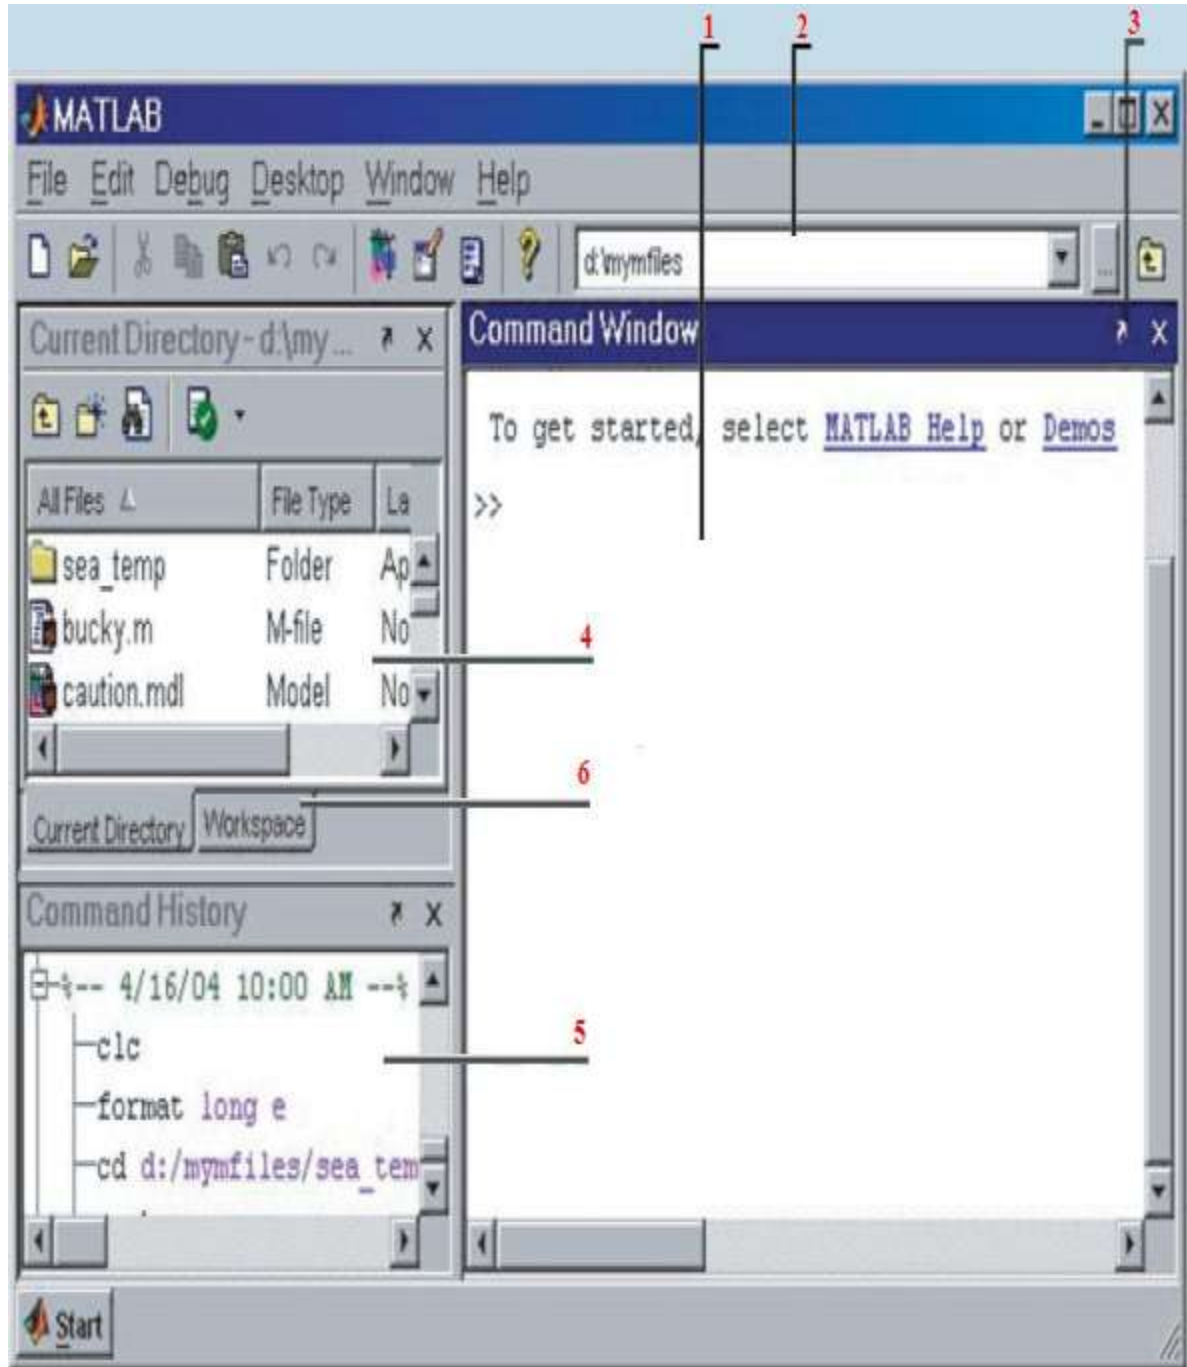 1 2 3
MATLAB
File Edit Debug Desktop Window Help
d:\mymfiles
...
Current Directory - d:\my ...
Command Window
To get started, select MATLAB Help or Demos
>>
All Files File Type La
sea_temp Folder Ap
bucky.m M-file No
caution.mdl Model No
4
6
Current Directory Workspace
Command History
%-- 4/16/04 10:00 AM --%
clc
format long e
cd d:/mymfiles/sea_tem
5
Start